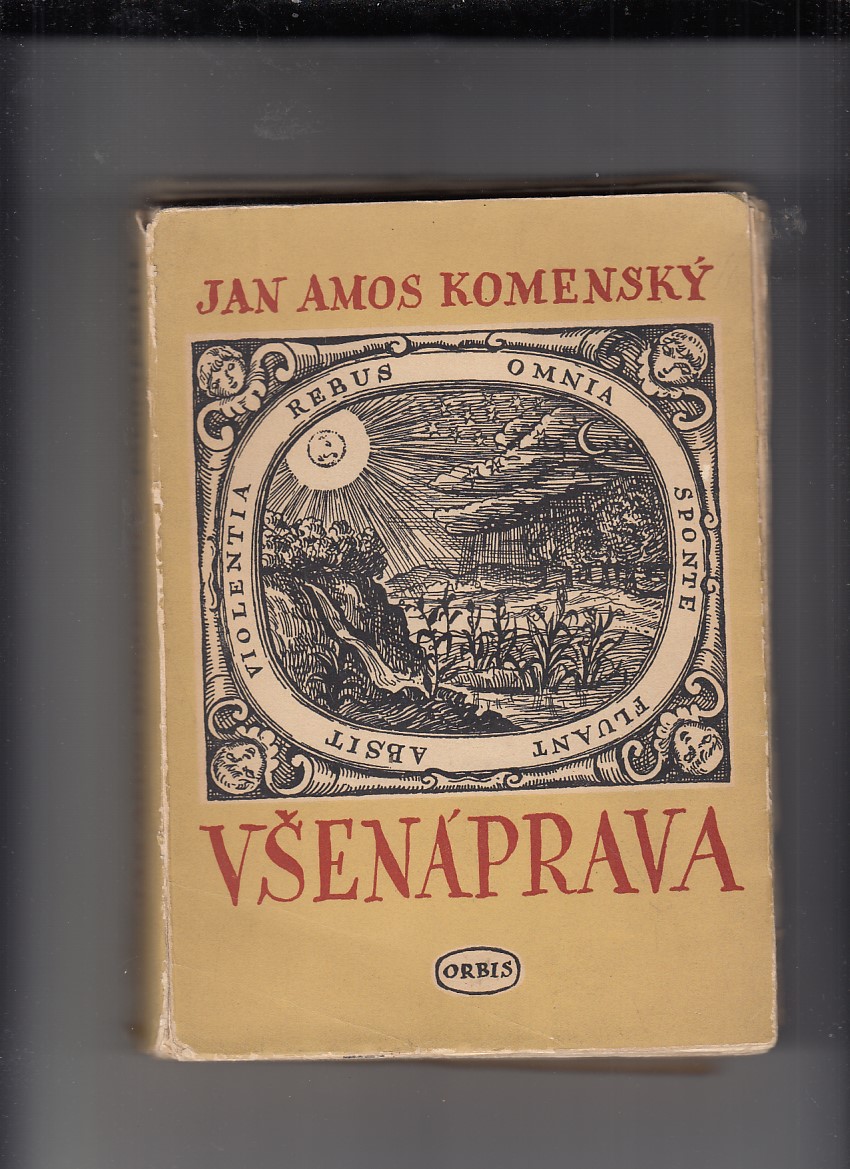 JAN AMOS KOMENSKÝ
OMNIA SPONTE FLUANT ABSIT VIOLENTIA REBUS
VŠENÁPRAVA
ORBIS